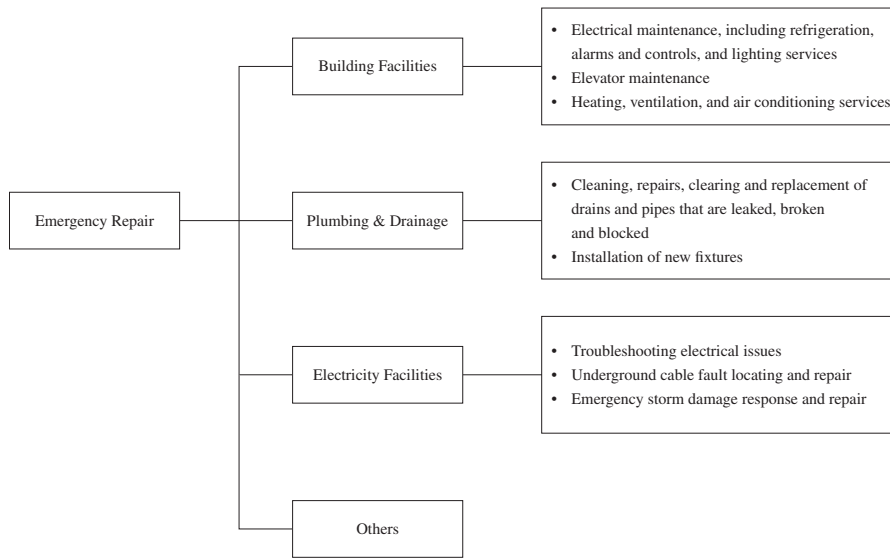 Emergency Repair
Building Facilities
• Electrical maintenance, including refrigeration,
alarms and controls, and lighting services
• Elevator maintenance
• Heating, ventilation, and air conditioning services
Plumbing & Drainage
• Cleaning, repairs, clearing and replacement of
drains and pipes that are leaked, broken
and blocked
• Installation of new fixtures
Electricity Facilities
• Troubleshooting electrical issues
• Underground cable fault locating and repair
• Emergency storm damage response and repair
Others